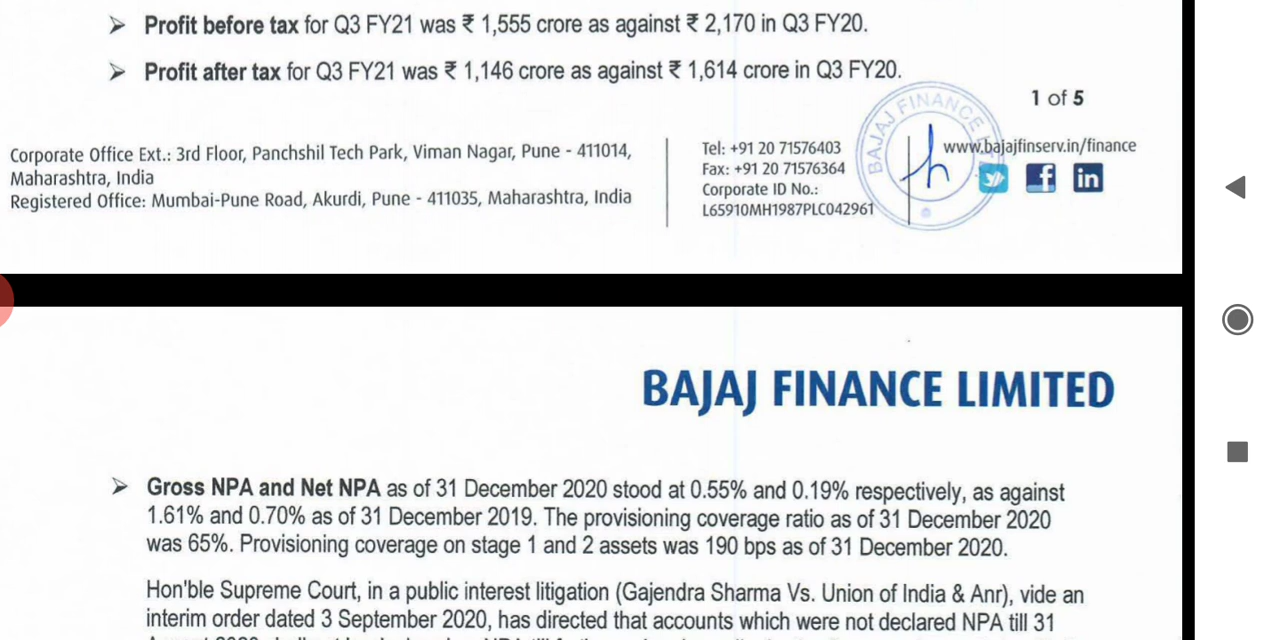 ➢ Profit before tax for Q3 FY21 was ₹ 1,555 crore as against ₹ 2,170 in Q3 FY20.
➢ Profit after tax for Q3 FY21 was ₹ 1,146 crore as against ₹ 1,614 crore in Q3 FY20.
1 of 5
Corporate Office Ext.: 3rd Floor, Panchshil Tech Park, Viman Nagar, Pune - 411014,
Maharashtra, India
Registered Office: Mumbai-Pune Road, Akurdi, Pune - 411035, Maharashtra, India
Tel: +91 20 71576403
Fax: +91 20 71576364
Corporate ID No.:
L65910MH1987PLC042961
BAJAJ FINANCE
www.bajajfinserv.in/finance
f in
BAJAJ FINANCE LIMITED
➢ Gross NPA and Net NPA as of 31 December 2020 stood at 0.55% and 0.19% respectively, as against
1.61% and 0.70% as of 31 December 2019. The provisioning coverage ratio as of 31 December 2020
was 65%. Provisioning coverage on stage 1 and 2 assets was 190 bps as of 31 December 2020.
Hon'ble Supreme Court, in a public interest litigation (Gajendra Sharma Vs. Union of India & Anr), vide an
interim order dated 3 September 2020, has directed that accounts which were not declared NPA till 31